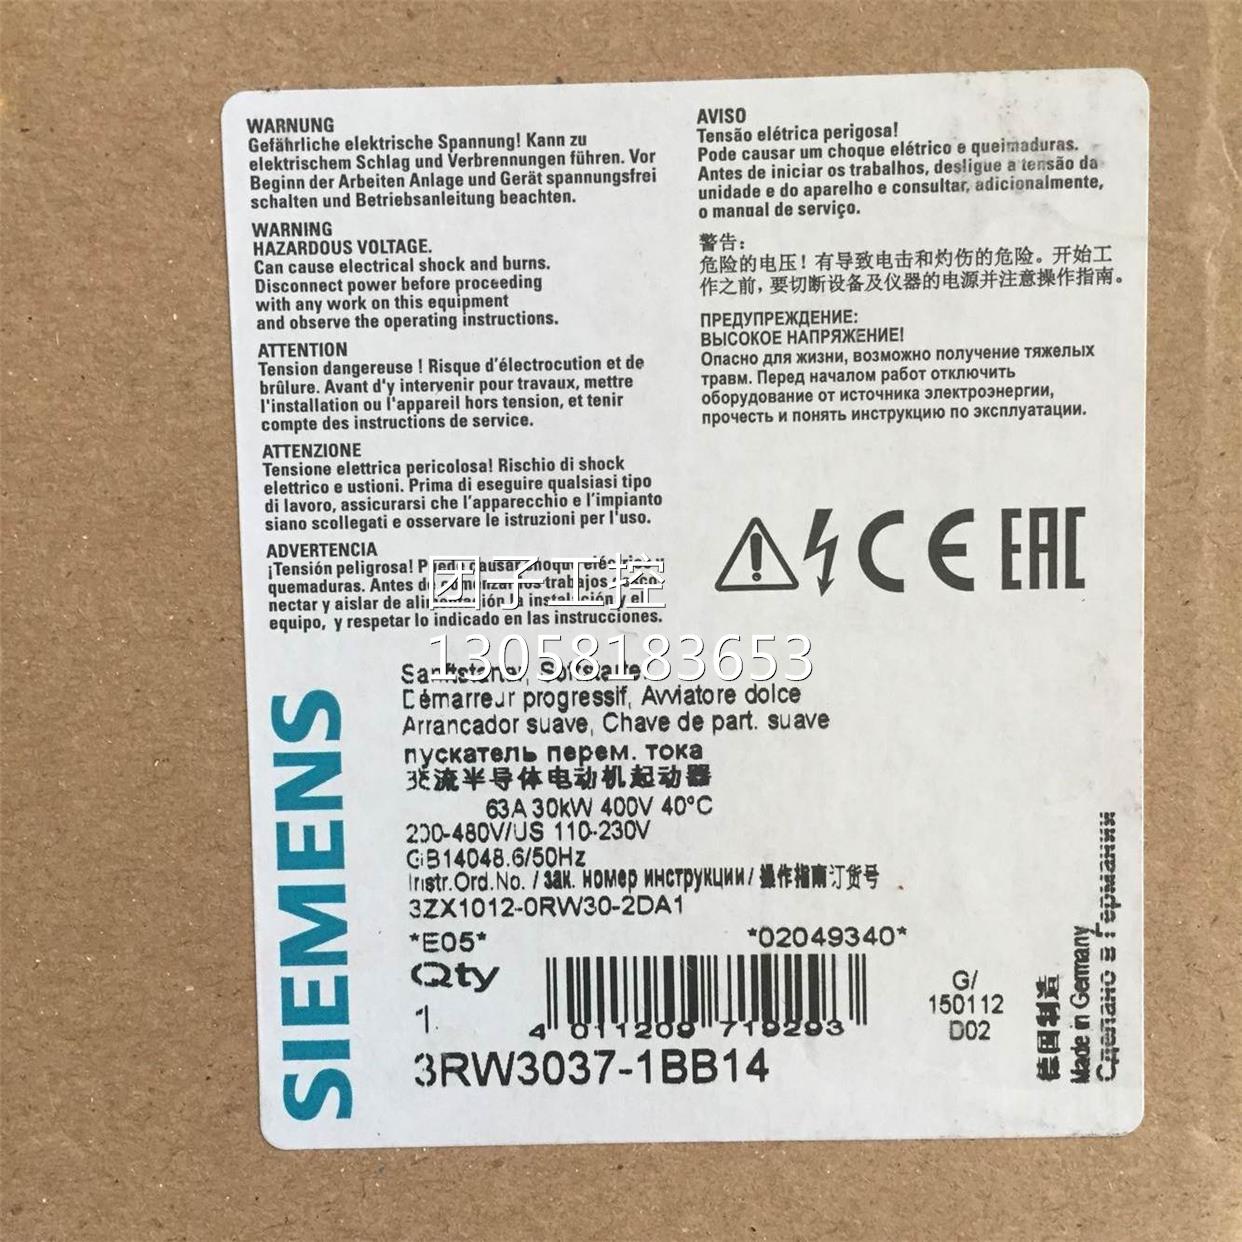 WARNUNG
Gefährliche elektrische Spannung! Kann zu
elektrischem Schlag und Verbrennungen führen. Vor
Beginn der Arbeiten Anlage und Gerät spannungsfrei
schalten und Betriebsanleitung beachten.
WARNING
HAZARDOUS VOLTAGE.
Can cause electrical shock and burns.
Disconnect power before proceeding
with any work on this equipment
and observe the operating instructions.
ATTENTION
Tension dangereuse ! Risque d'électrocution et de
brûlure. Avant d'y intervenir pour travaux, mettre
l'installation ou l'appareil hors tension, et tenir
compte des instructions de service.
ATTENZIONE
Tensione elettrica pericolosa! Rischio di shock
elettrico e ustioni. Prima di eseguire qualsiasi tipo
di lavoro, assicurarsi che l'apparecchio e l'impianto
siano scollegati e osservare le istruzioni per l'uso.
ADVERTENCIA
¡Tensión peligrosa! Puede causar choque eléctrico y
quemaduras. Antes de comenzar los trabajos desco
nectar y aislar de alimentación la instalación y el
equipo, y respetar lo indicado en las instrucciones.
AVISO
Tensão elétrica perigosa!
Pode causar um choque elétrico e queimaduras.
Antes de iniciar os trabalhos, desligue a tensão da
unidade e do aparelho e consultar, adicionalmente,
o manual de serviço.
警告：
危险的电压！有导致电击和灼伤的危险。开始工
作之前，要切断设备及仪器的电源并注意操作指南。
ПРЕДУПРЕЖДЕНИЕ:
ВЫСОКОЕ НАПРЯЖЕНИЕ!
Опасно для жизни, возможно получение тяжелых
травм. Перед началом работ отключить
оборудование от источника электроэнергии,
прочесть и понять инструкцию по эксплуатации.
CE EAC
团子工控
13058183653
SIEMENS
Sanftstarter, Softstarter
Démarreur progressif, Avviatore dolce
Arrancador suave, Chave de part. suave
пускатель перем. тока
交流半导体电动机起动器
63A 30kW 400V 40°C
200-480V/US 110-230V
GB14048.6/50Hz
Instr.Ord.No. / зак. номер инструкции / 操作指南订货号
3ZX1012-0RW30-2DA1
*E05* *02049340*
Qty
1
4 011209 719293
3RW3037-1BB14
G/
150112
D02
德国制造
Made in Germany
Сделано в Германии